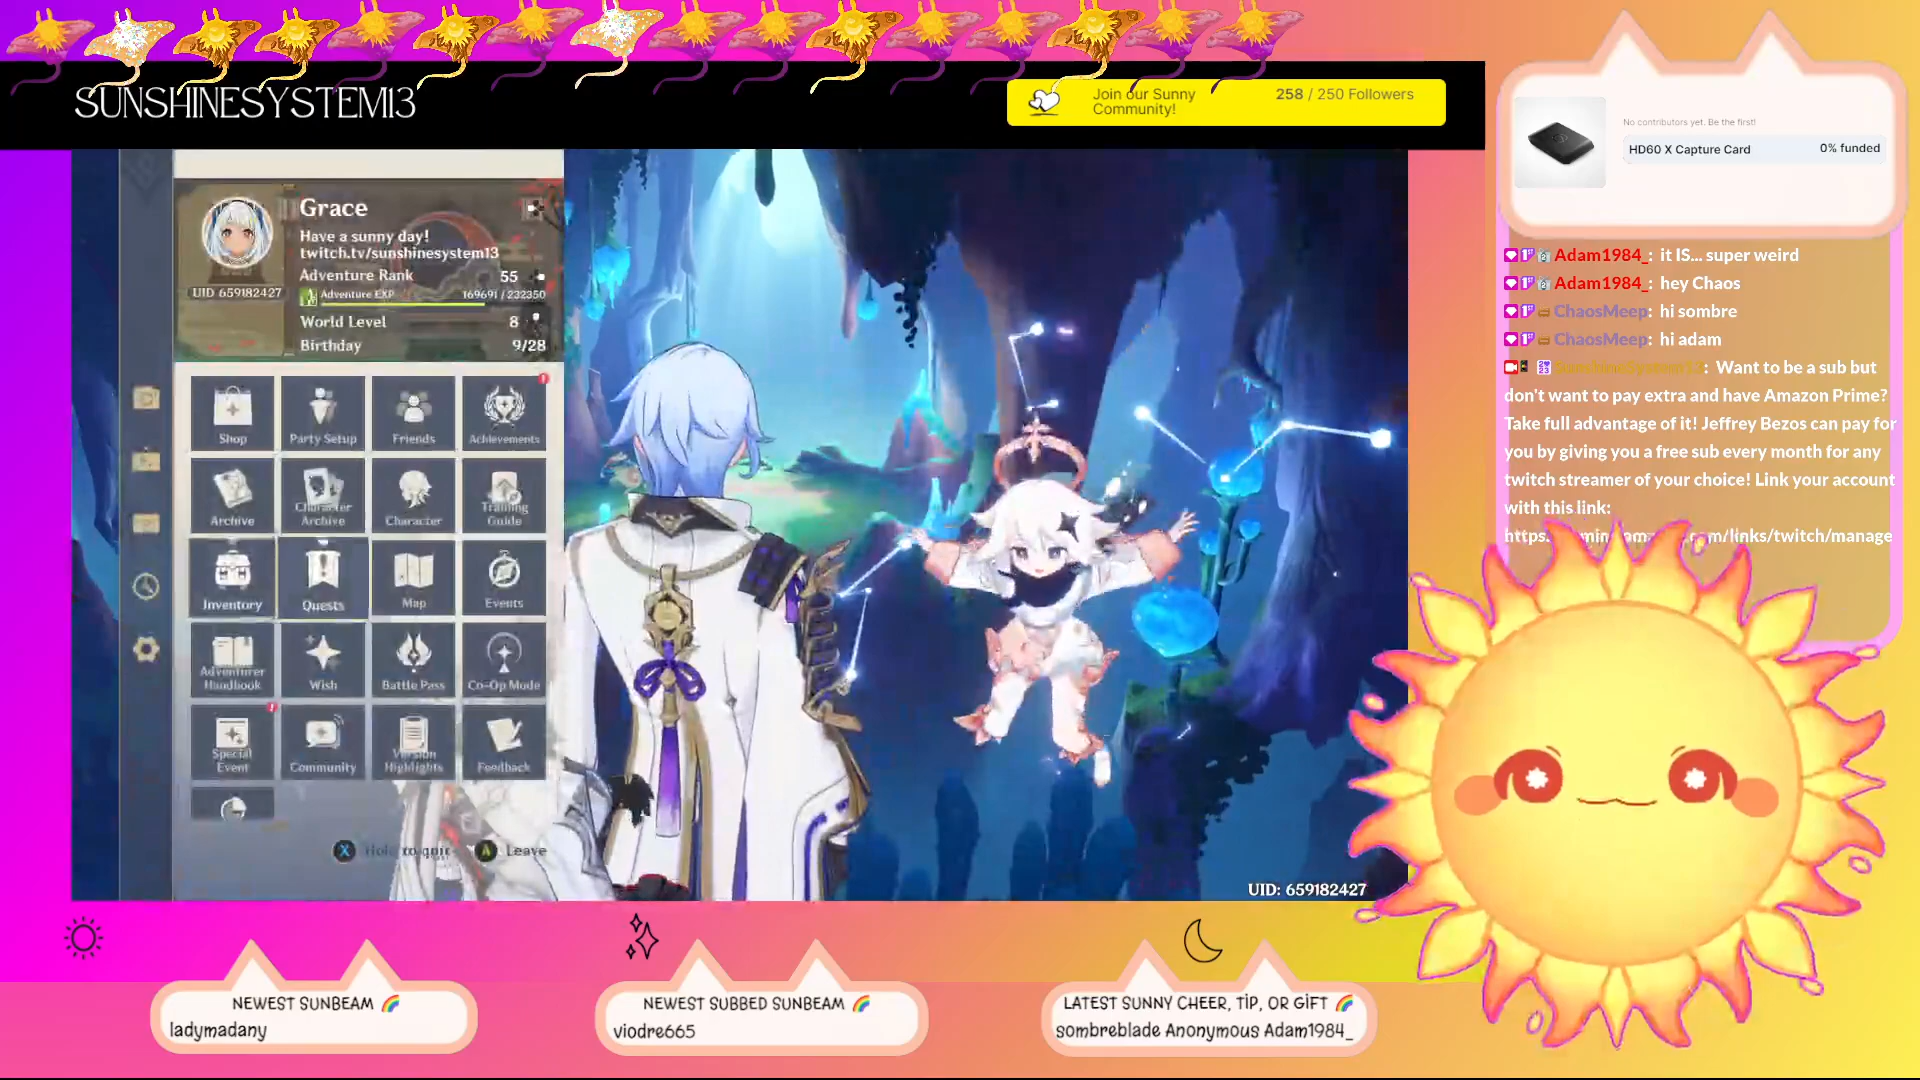 SUNSHINESYSTEM13
Join our Sunny
Community!
258 / 250 Followers
No contributors yet. Be the first!
HD60 X Capture Card
0% funded
Grace
Have a sunny day!
twitch.tv/sunshinesystem13
Adventure Rank 55
UID 659182427
Adventure EXP 169691 / 232350
World Level 8
Birthday 9/28
Shop
Party Setup
Friends
Achievements
Archive
Character
Archive
Character
Training
Guide
Inventory
Quests
Map
Events
Adventurer
Handbook
Wish
Battle Pass
Co-Op Mode
Special
Event
Community
Version
Highlights
Feedback
X Hold to quit
A Leave
UID: 659182427
Adam1984_: it IS... super weird
Adam1984_: hey Chaos
ChaosMeep: hi sombre
ChaosMeep: hi adam
SunshineSystem13: Want to be a sub but
don't want to pay extra and have Amazon Prime?
Take full advantage of it! Jeffrey Bezos can pay for
you by giving you a free sub every month for any
twitch streamer of your choice! Link your account
with this link:
/links/twitch/manage
NEWEST SUNBEAM 🌈
ladymadany
NEWEST SUBBED SUNBEAM 🌈
viodre665
LATEST SUNNY CHEER, TIP, OR GIFT 🌈
sombreblade Anonymous Adam1984_